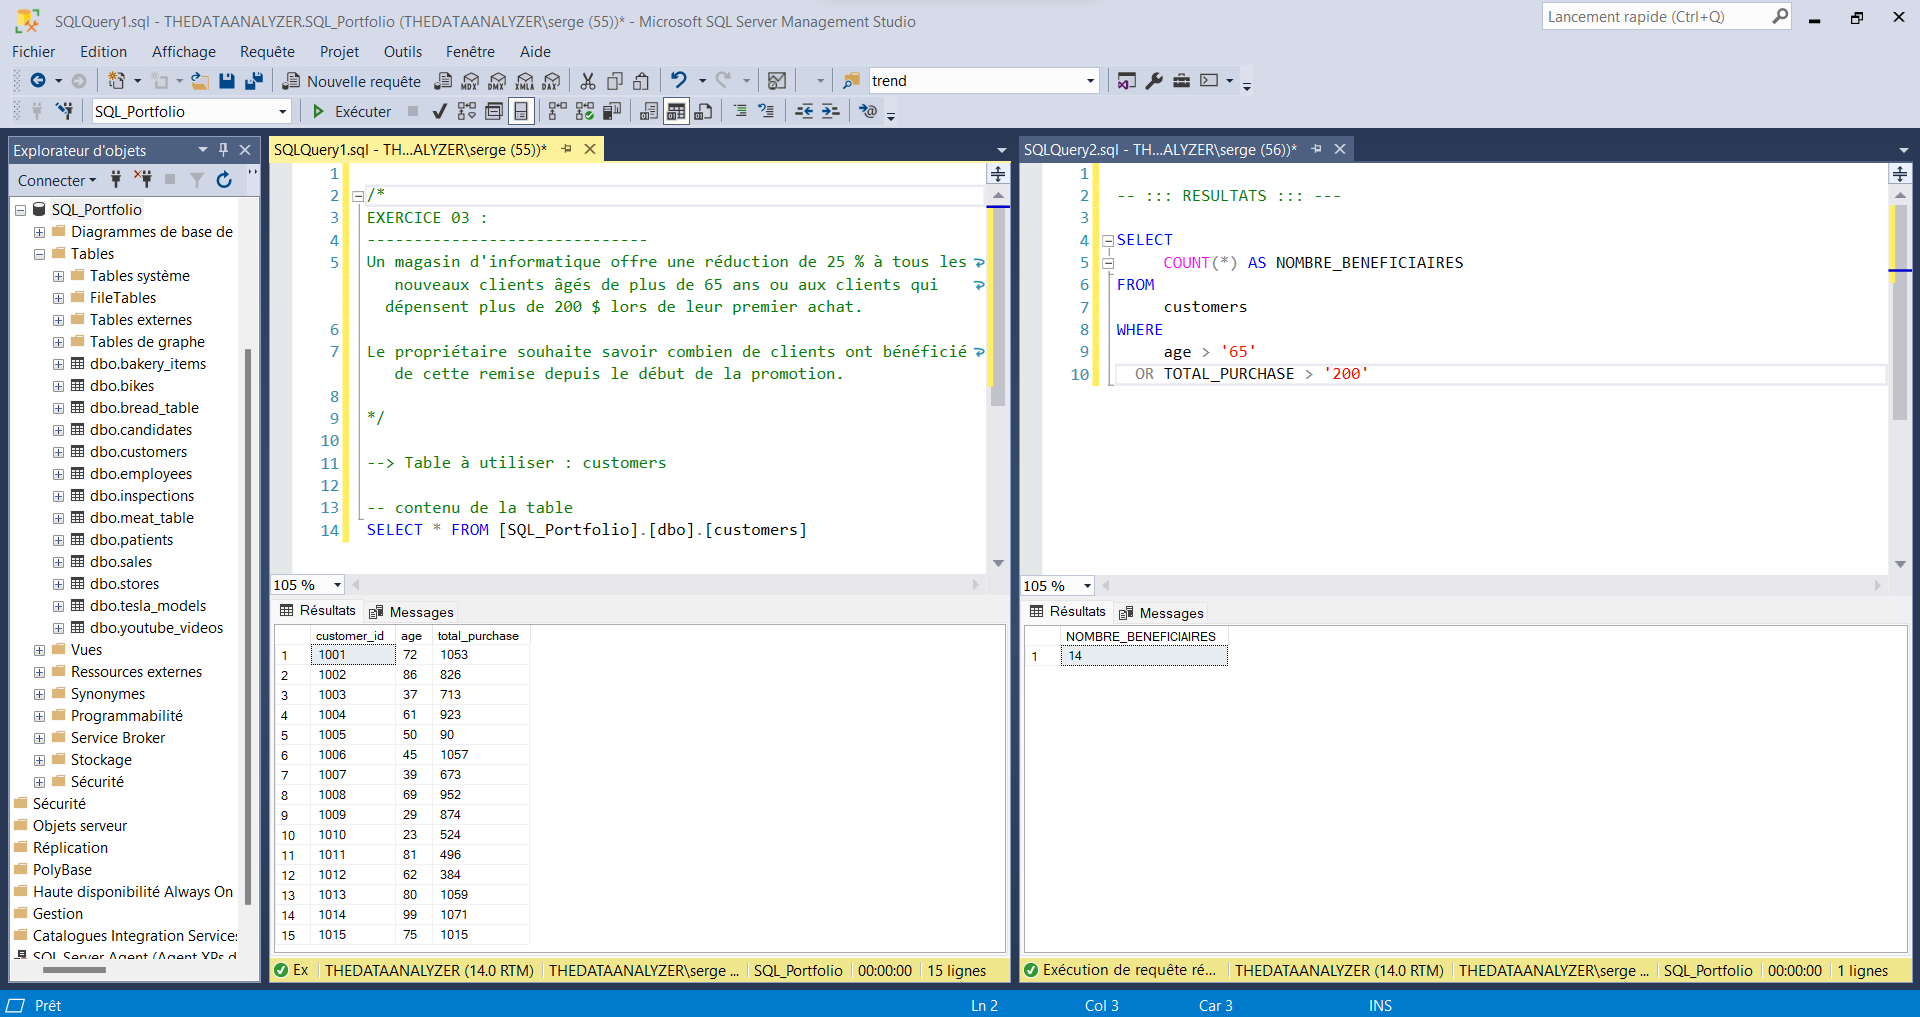 SQLQuery1.sql - THEDATAANALYZER.SQL_Portfolio (THEDATAANALYZER\serge (55))* - Microsoft SQL Server Management Studio
Lancement rapide (Ctrl+Q)
Fichier Edition Affichage Requête Projet Outils Fenêtre Aide
Nouvelle requête MDX DMX XMLA DAX trend
SQL_Portfolio Exécuter
Explorateur d'objets
Connecter
SQL_Portfolio
Diagrammes de base de
Tables
Tables système
FileTables
Tables externes
Tables de graphe
dbo.bakery_items
dbo.bikes
dbo.bread_table
dbo.candidates
dbo.customers
dbo.employees
dbo.inspections
dbo.meat_table
dbo.patients
dbo.sales
dbo.stores
dbo.tesla_models
dbo.youtube_videos
Vues
Ressources externes
Synonymes
Programmabilité
Service Broker
Stockage
Sécurité
Sécurité
Objets serveur
Réplication
PolyBase
Haute disponibilité Always On
Gestion
Catalogues Integration Services
SQL Server Agent (Agent XPs d
SQLQuery1.sql - TH...ALYZER\serge (55))*
1
2 /*
3 EXERCICE 03 :
4 ------------------------------
5 Un magasin d'informatique offre une réduction de 25 % à tous les
nouveaux clients âgés de plus de 65 ans ou aux clients qui
dépensent plus de 200 $ lors de leur premier achat.
6
7 Le propriétaire souhaite savoir combien de clients ont bénéficié
de cette remise depuis le début de la promotion.
8
9 */
10
11 --> Table à utiliser : customers
12
13 -- contenu de la table
14 SELECT * FROM [SQL_Portfolio].[dbo].[customers]
105 %
Résultats Messages
customer_id age total_purchase
1 1001 72 1053
2 1002 86 826
3 1003 37 713
4 1004 61 923
5 1005 50 90
6 1006 45 1057
7 1007 39 673
8 1008 69 952
9 1009 29 874
10 1010 23 524
11 1011 81 496
12 1012 62 384
13 1013 80 1059
14 1014 99 1071
15 1015 75 1015
Ex THEDATAANALYZER (14.0 RTM) THEDATAANALYZER\serge ... SQL_Portfolio 00:00:00 15 lignes
SQLQuery2.sql - TH...ALYZER\serge (56))*
1
2 -- ::: RESULTATS ::: ---
3
4 SELECT
5 COUNT(*) AS NOMBRE_BENEFICIAIRES
6 FROM
7 customers
8 WHERE
9 age > '65'
10 OR TOTAL_PURCHASE > '200'
105 %
Résultats Messages
NOMBRE_BENEFICIAIRES
1 14
Exécution de requête ré... THEDATAANALYZER (14.0 RTM) THEDATAANALYZER\serge ... SQL_Portfolio 00:00:00 1 lignes
Prêt Ln 2 Col 3 Car 3 INS